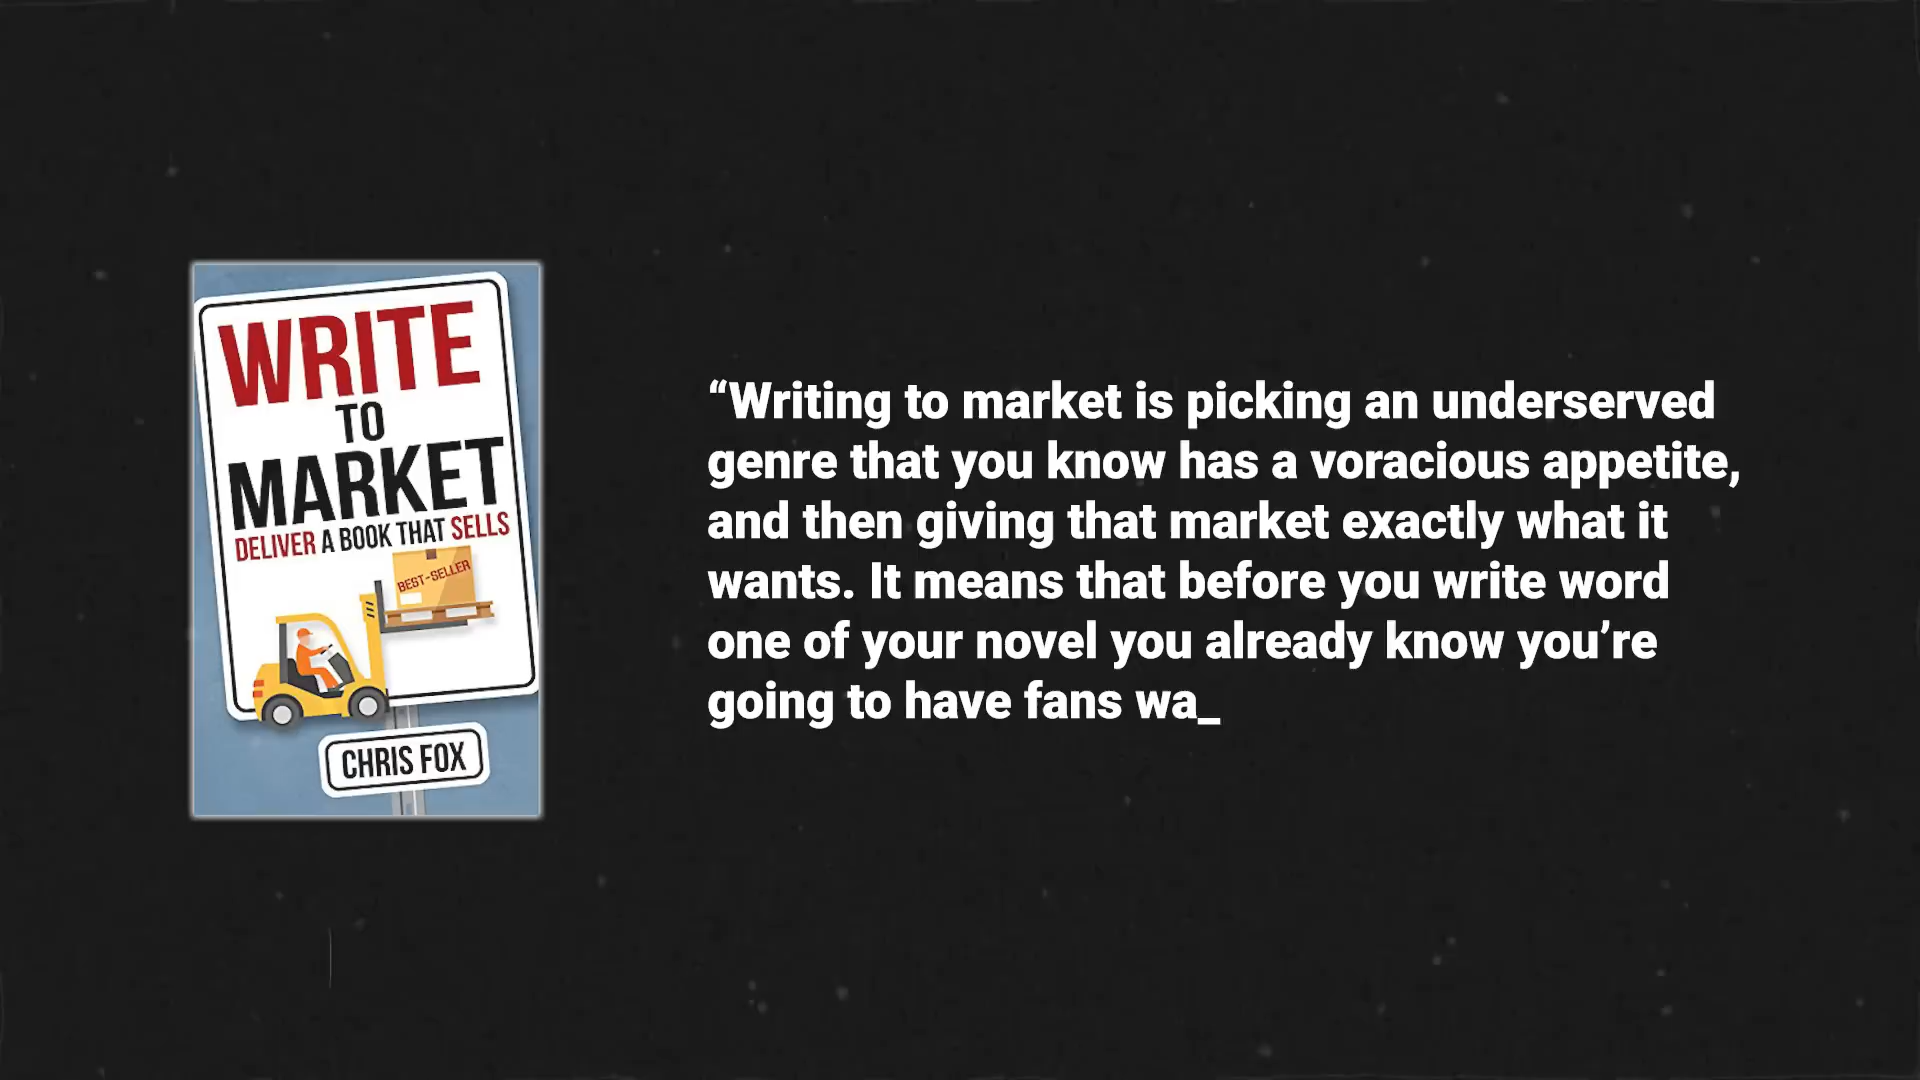 WRITE
TO
MARKET
DELIVER A BOOK THAT SELLS
BEST-SELLER
CHRIS FOX
“Writing to market is picking an underserved
genre that you know has a voracious appetite,
and then giving that market exactly what it
wants. It means that before you write word
one of your novel you already know you’re
going to have fans wa_